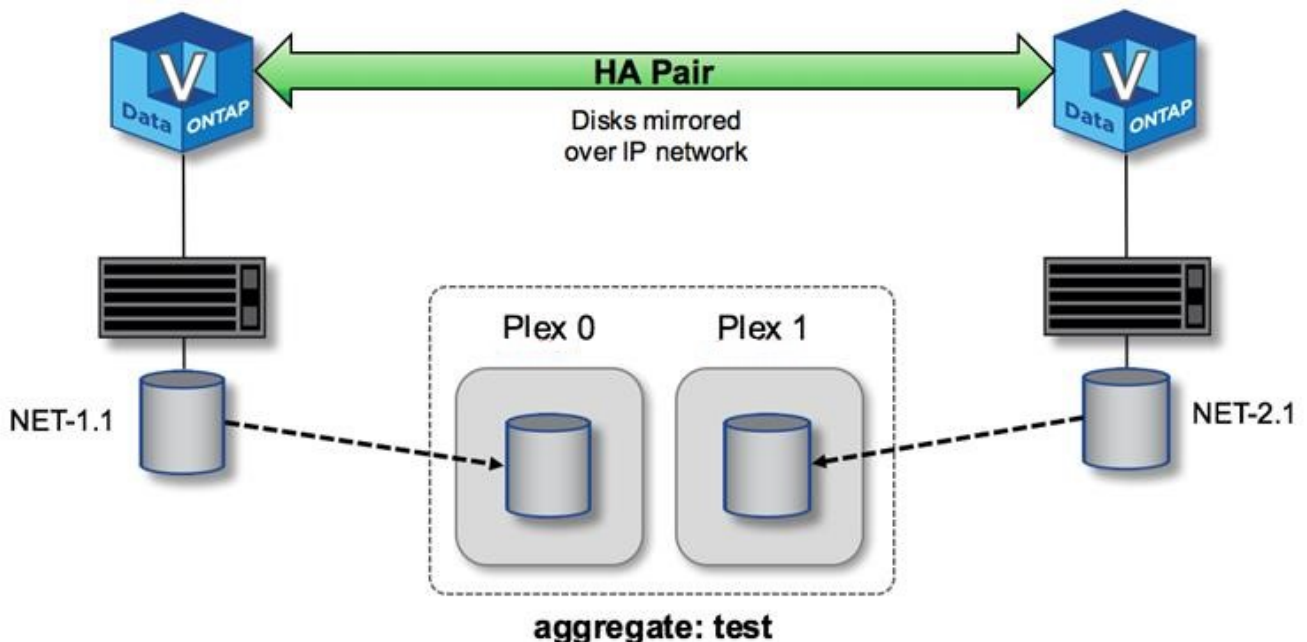 V
Data ONTAP
HA Pair
Disks mirrored
over IP network
V
Data ONTAP
Plex 0
Plex 1
NET-1.1
NET-2.1
aggregate: test